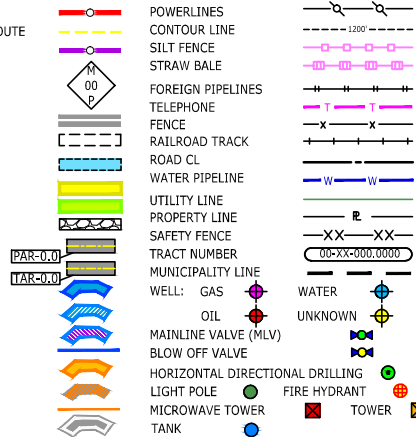 POWERLINES
OUTE CONTOUR LINE 1200'
SILT FENCE
STRAW BALE
M
00
P
FOREIGN PIPELINES
TELEPHONE T T
FENCE X X
RAILROAD TRACK
ROAD CL
WATER PIPELINE W W
UTILITY LINE
PROPERTY LINE PL
SAFETY FENCE XX XX
PAR-0.0 TRACT NUMBER 00-XX-000.0000
TAR-0.0 MUNICIPALITY LINE
WELL: GAS WATER
OIL UNKNOWN
MAINLINE VALVE (MLV)
BLOW OFF VALVE
HORIZONTAL DIRECTIONAL DRILLING
LIGHT POLE FIRE HYDRANT
MICROWAVE TOWER TOWER
TANK